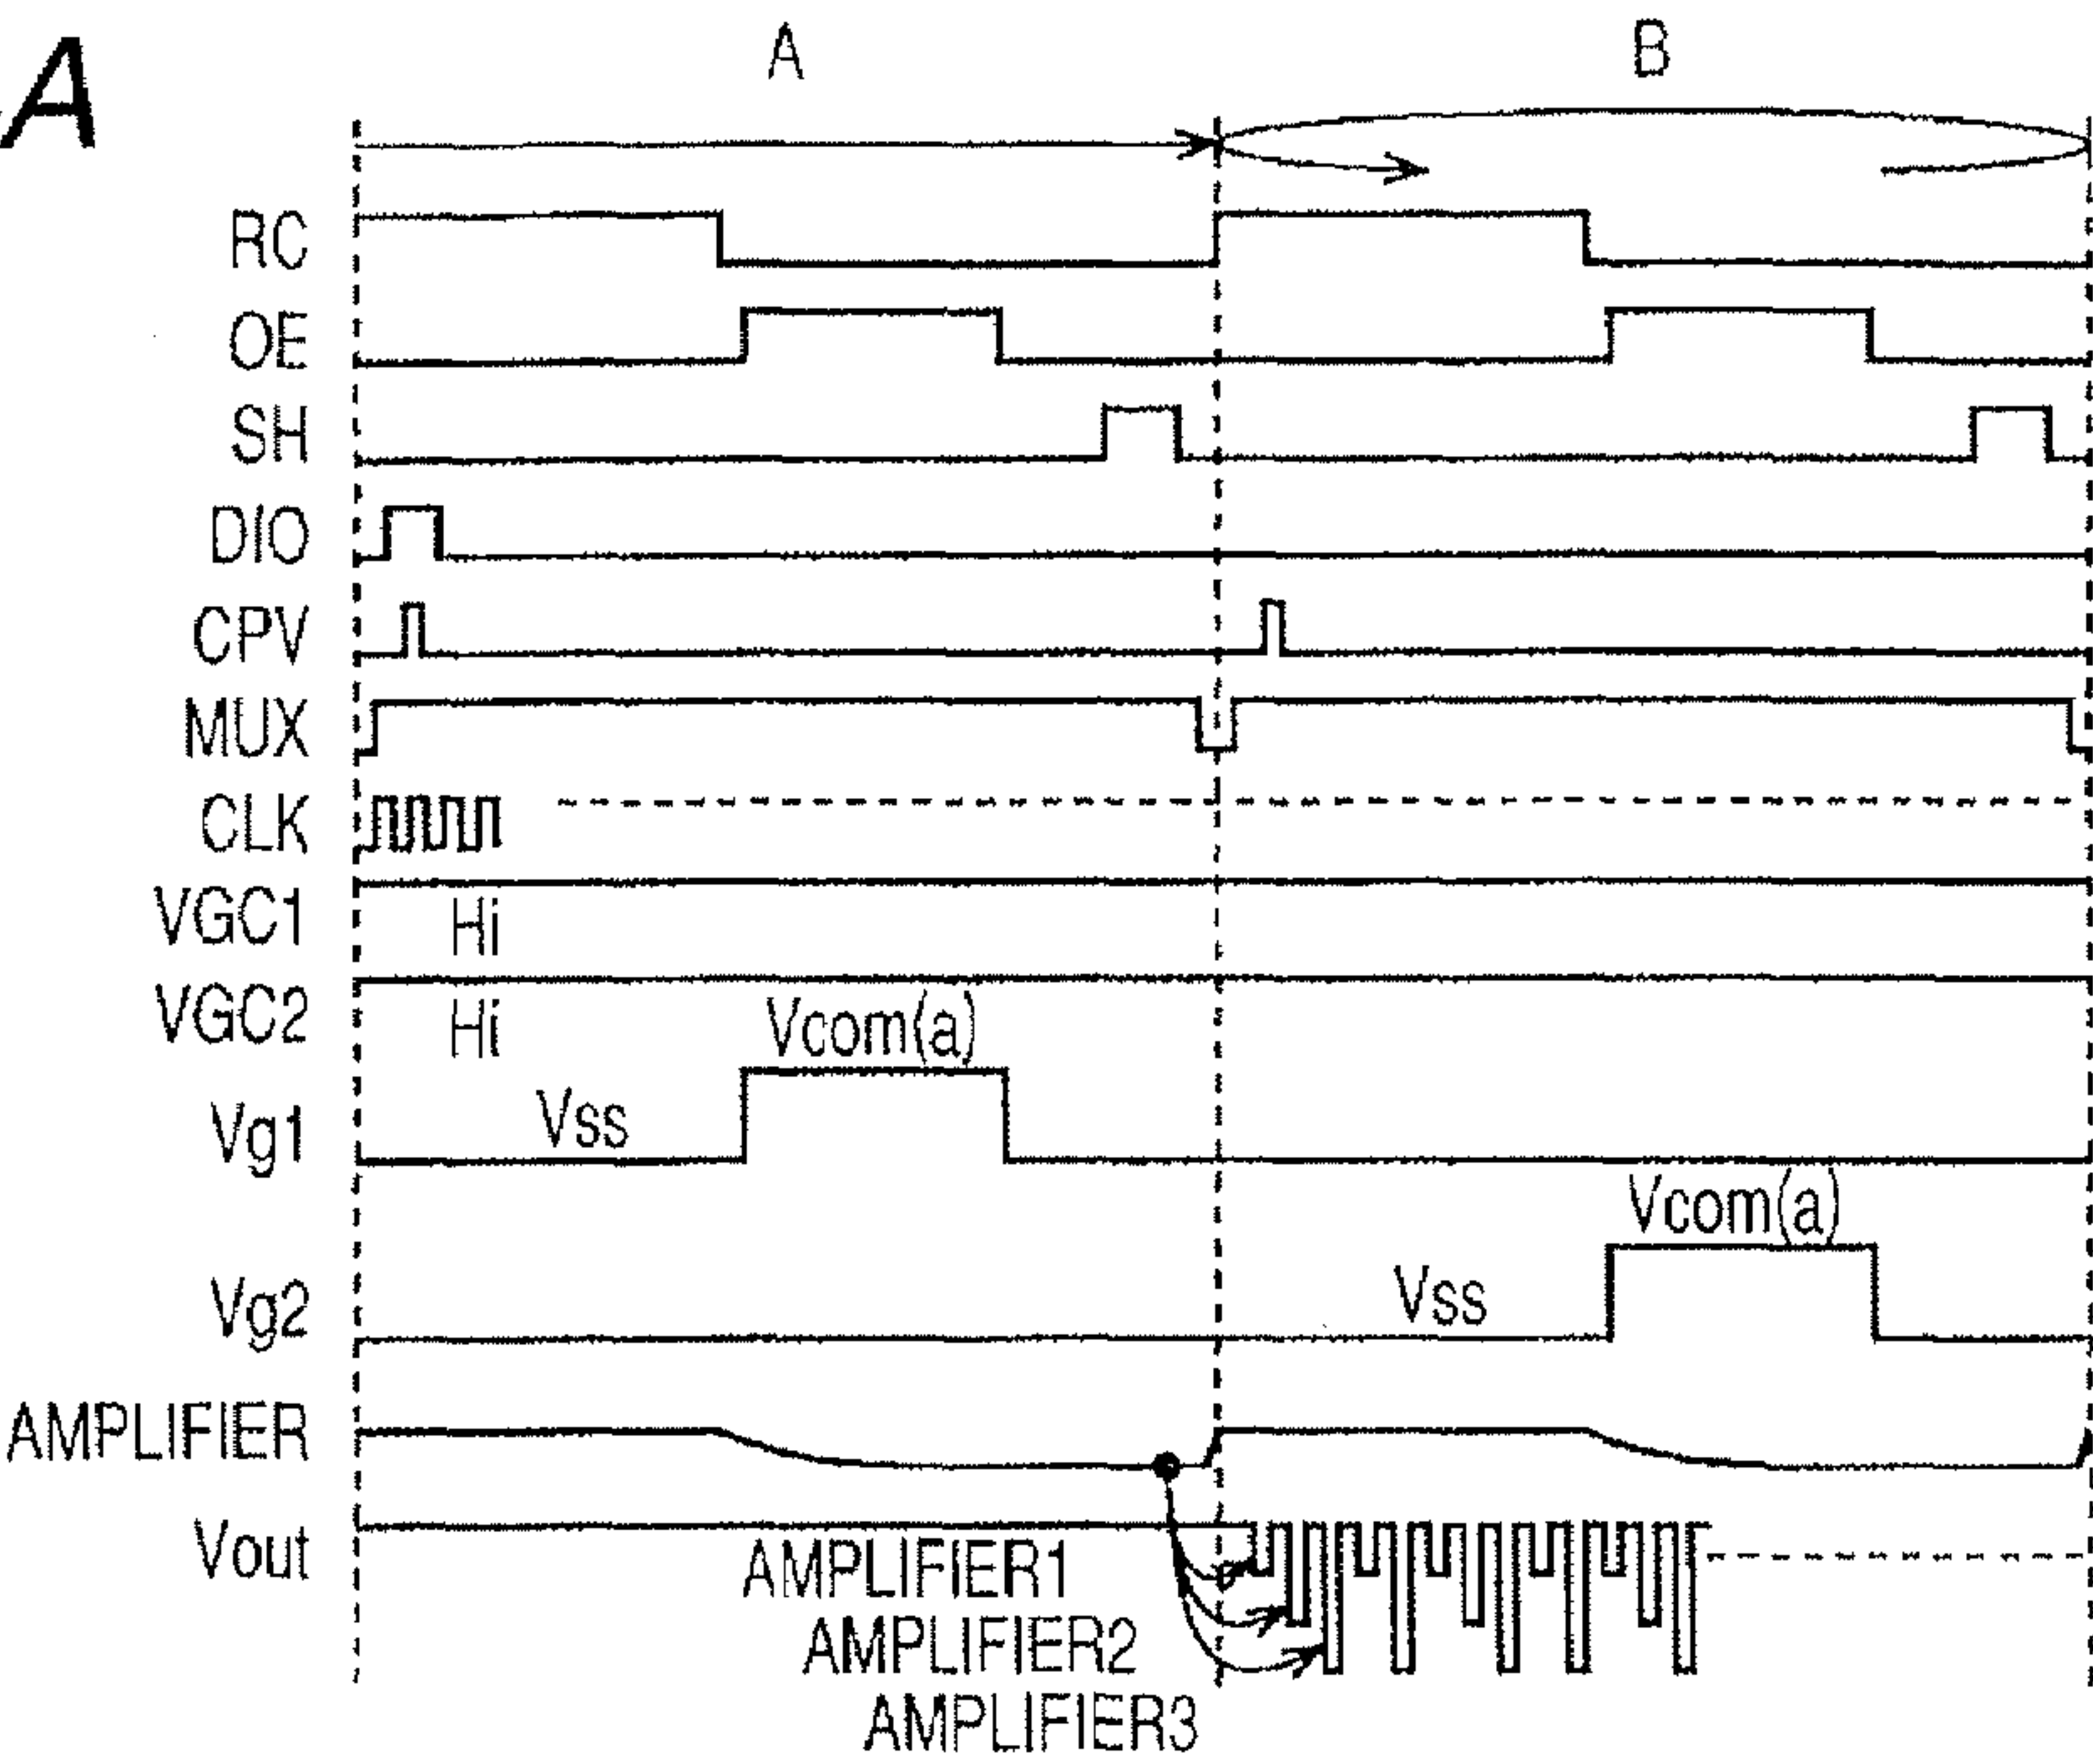 A
A B
RC
OE
SH
DIO
CPV
MUX
CLK
VGC1
Hi
VGC2
Hi Vcom(a)
Vg1 Vss
Vcom(a)
Vg2 Vss
AMPLIFIER
Vout
AMPLIFIER1
AMPLIFIER2
AMPLIFIER3